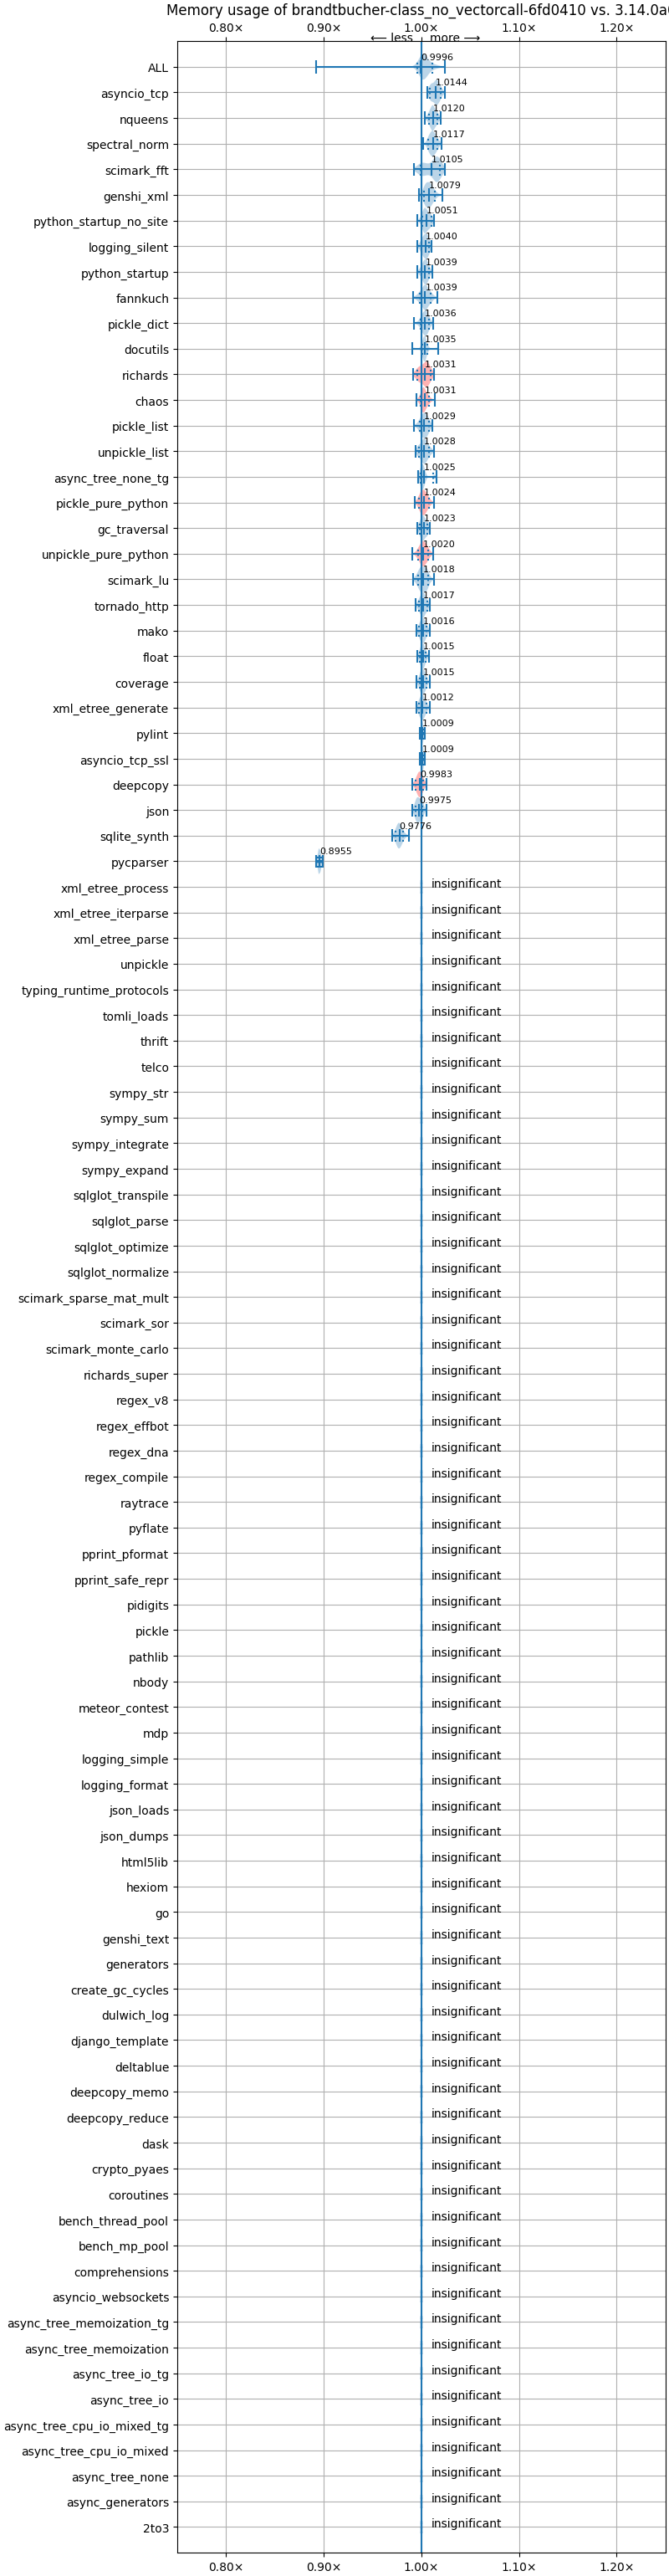 Memory usage of brandtbucher-class_no_vectorcall-6fd0410 vs. 3.14.0a
0.80× 0.90× 1.00× 1.10× 1.20×
⟵ less more ⟶
ALL 0.9996
asyncio_tcp 1.0144
nqueens 1.0120
spectral_norm 1.0117
scimark_fft 1.0105
genshi_xml 1.0079
python_startup_no_site 1.0051
logging_silent 1.0040
python_startup 1.0039
fannkuch 1.0039
pickle_dict 1.0036
docutils 1.0035
richards 1.0031
chaos 1.0031
pickle_list 1.0029
unpickle_list 1.0028
async_tree_none_tg 1.0025
pickle_pure_python 1.0024
gc_traversal 1.0023
unpickle_pure_python 1.0020
scimark_lu 1.0018
tornado_http 1.0017
mako 1.0016
float 1.0015
coverage 1.0015
xml_etree_generate 1.0012
pylint 1.0009
asyncio_tcp_ssl 1.0009
deepcopy 0.9983
json 0.9975
sqlite_synth 0.9776
pycparser 0.8955
xml_etree_process insignificant
xml_etree_iterparse insignificant
xml_etree_parse insignificant
unpickle insignificant
typing_runtime_protocols insignificant
tomli_loads insignificant
thrift insignificant
telco insignificant
sympy_str insignificant
sympy_sum insignificant
sympy_integrate insignificant
sympy_expand insignificant
sqlglot_transpile insignificant
sqlglot_parse insignificant
sqlglot_optimize insignificant
sqlglot_normalize insignificant
scimark_sparse_mat_mult insignificant
scimark_sor insignificant
scimark_monte_carlo insignificant
richards_super insignificant
regex_v8 insignificant
regex_effbot insignificant
regex_dna insignificant
regex_compile insignificant
raytrace insignificant
pyflate insignificant
pprint_pformat insignificant
pprint_safe_repr insignificant
pidigits insignificant
pickle insignificant
pathlib insignificant
nbody insignificant
meteor_contest insignificant
mdp insignificant
logging_simple insignificant
logging_format insignificant
json_loads insignificant
json_dumps insignificant
html5lib insignificant
hexiom insignificant
go insignificant
genshi_text insignificant
generators insignificant
create_gc_cycles insignificant
dulwich_log insignificant
django_template insignificant
deltablue insignificant
deepcopy_memo insignificant
deepcopy_reduce insignificant
dask insignificant
crypto_pyaes insignificant
coroutines insignificant
bench_thread_pool insignificant
bench_mp_pool insignificant
comprehensions insignificant
asyncio_websockets insignificant
async_tree_memoization_tg insignificant
async_tree_memoization insignificant
async_tree_io_tg insignificant
async_tree_io insignificant
async_tree_cpu_io_mixed_tg insignificant
async_tree_cpu_io_mixed insignificant
async_tree_none insignificant
async_generators insignificant
2to3 insignificant
0.80× 0.90× 1.00× 1.10× 1.20×